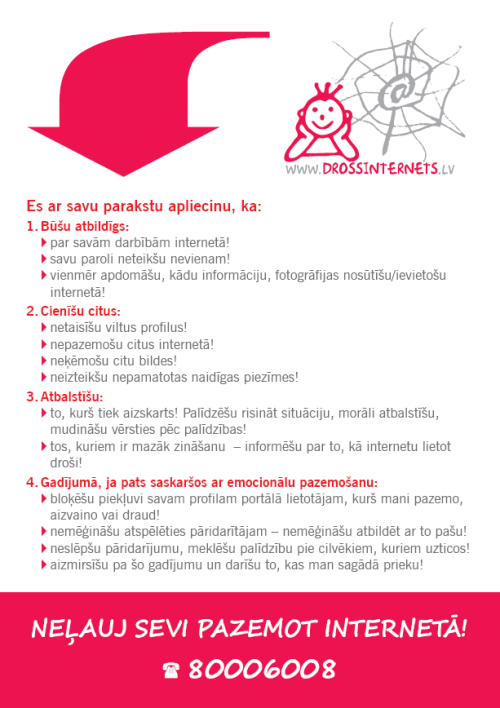 @
www.DROSSINTERNETS.LV
Es ar savu parakstu apliecinu, ka:
1. Būšu atbildīgs:
par savām darbībām internetā!
savu paroli neteikšu nevienam!
vienmēr apdomāšu, kādu informāciju, fotogrāfijas nosūtīšu/ievietošu
internetā!
2. Cienīšu citus:
netaisīšu viltus profilus!
nepazemošu citus internetā!
neķēmošu citu bildes!
neizteikšu nepamatotas naidīgas piezīmes!
3. Atbalstīšu:
to, kurš tiek aizskarts! Palīdzēšu risināt situāciju, morāli atbalstīšu,
mudināšu vērsties pēc palīdzības!
tos, kuriem ir mazāk zināšanu – informēšu par to, kā internetu lietot
droši!
4. Gadījumā, ja pats saskaršos ar emocionālu pazemošanu:
bloķēšu piekļuvi savam profilam portālā lietotājam, kurš mani pazemo,
aizvaino vai draud!
nemēģināšu atspēlēties pāridarītājam – nemēģināšu atbildēt ar to pašu!
neslēpšu pāridarījumu, meklēšu palīdzību pie cilvēkiem, kuriem uzticos!
aizmirsīšu pa šo gadījumu un darīšu to, kas man sagādā prieku!
NEĻAUJ SEVI PAZEMOT INTERNETĀ!
☎ 80006008